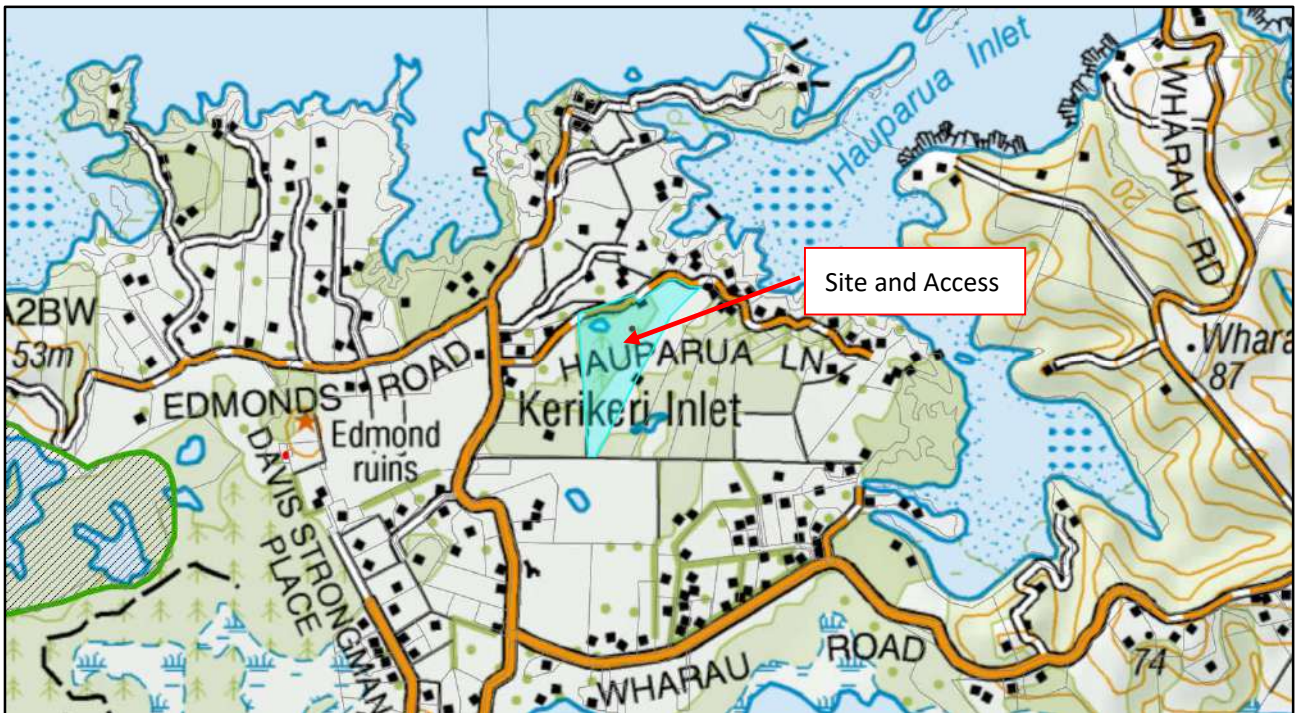 Hauparua Inlet
WHARAU RD
20
Site and Access
A2BW
53m
EDMONDS ROAD
HAUPARUA LN
Whara
87
Kerikeri Inlet
Edmond
ruins
DAVIS STRONGMAN
PLACE
WHARAU ROAD
74